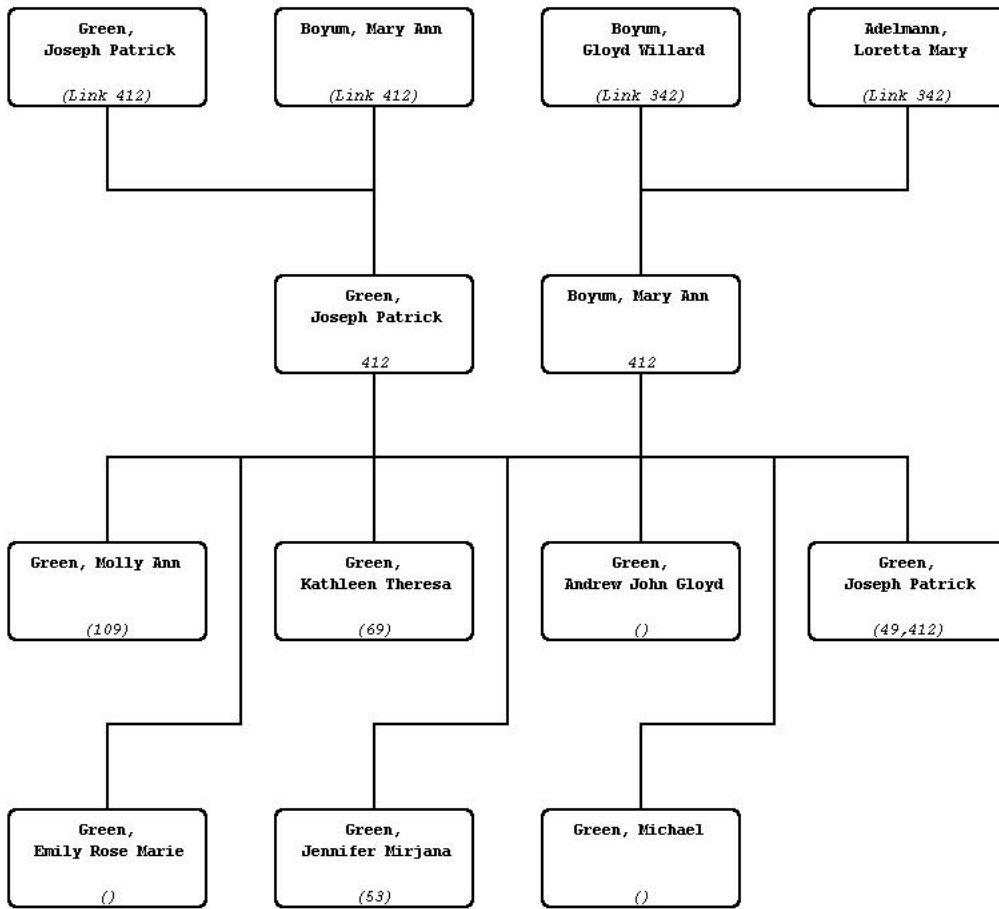 Green,
Joseph Patrick
(Link 412)
Boyum, Mary Ann
(Link 412)
Boyum,
Gloyd Willard
(Link 342)
Adelmann,
Loretta Mary
(Link 342)
Green,
Joseph Patrick
412
Boyum, Mary Ann
412
Green, Molly Ann
(109)
Green,
Kathleen Theresa
(69)
Green,
Andrew John Gloyd
()
Green,
Joseph Patrick
(49,412)
Green,
Emily Rose Marie
()
Green,
Jennifer Mirjana
(53)
Green, Michael
()